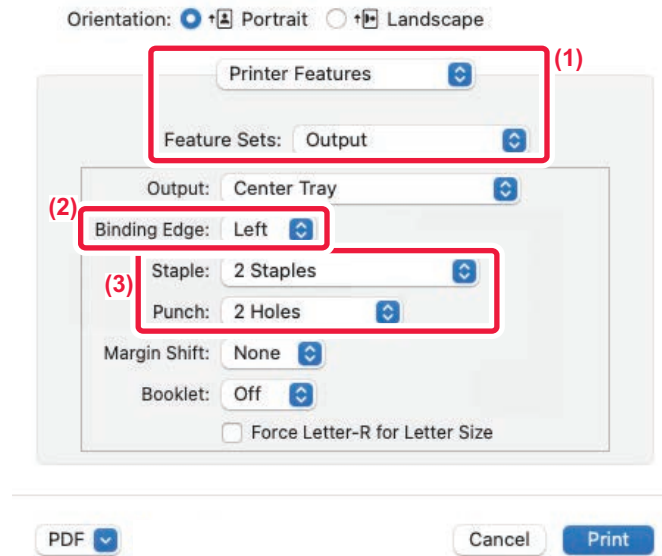 Orientation: Portrait Landscape
(1)
Printer Features
Feature Sets: Output
Output: Center Tray
(2)
Binding Edge: Left
(3)
Staple: 2 Staples
Punch: 2 Holes
Margin Shift: None
Booklet: Off
Force Letter-R for Letter Size
PDF Cancel Print